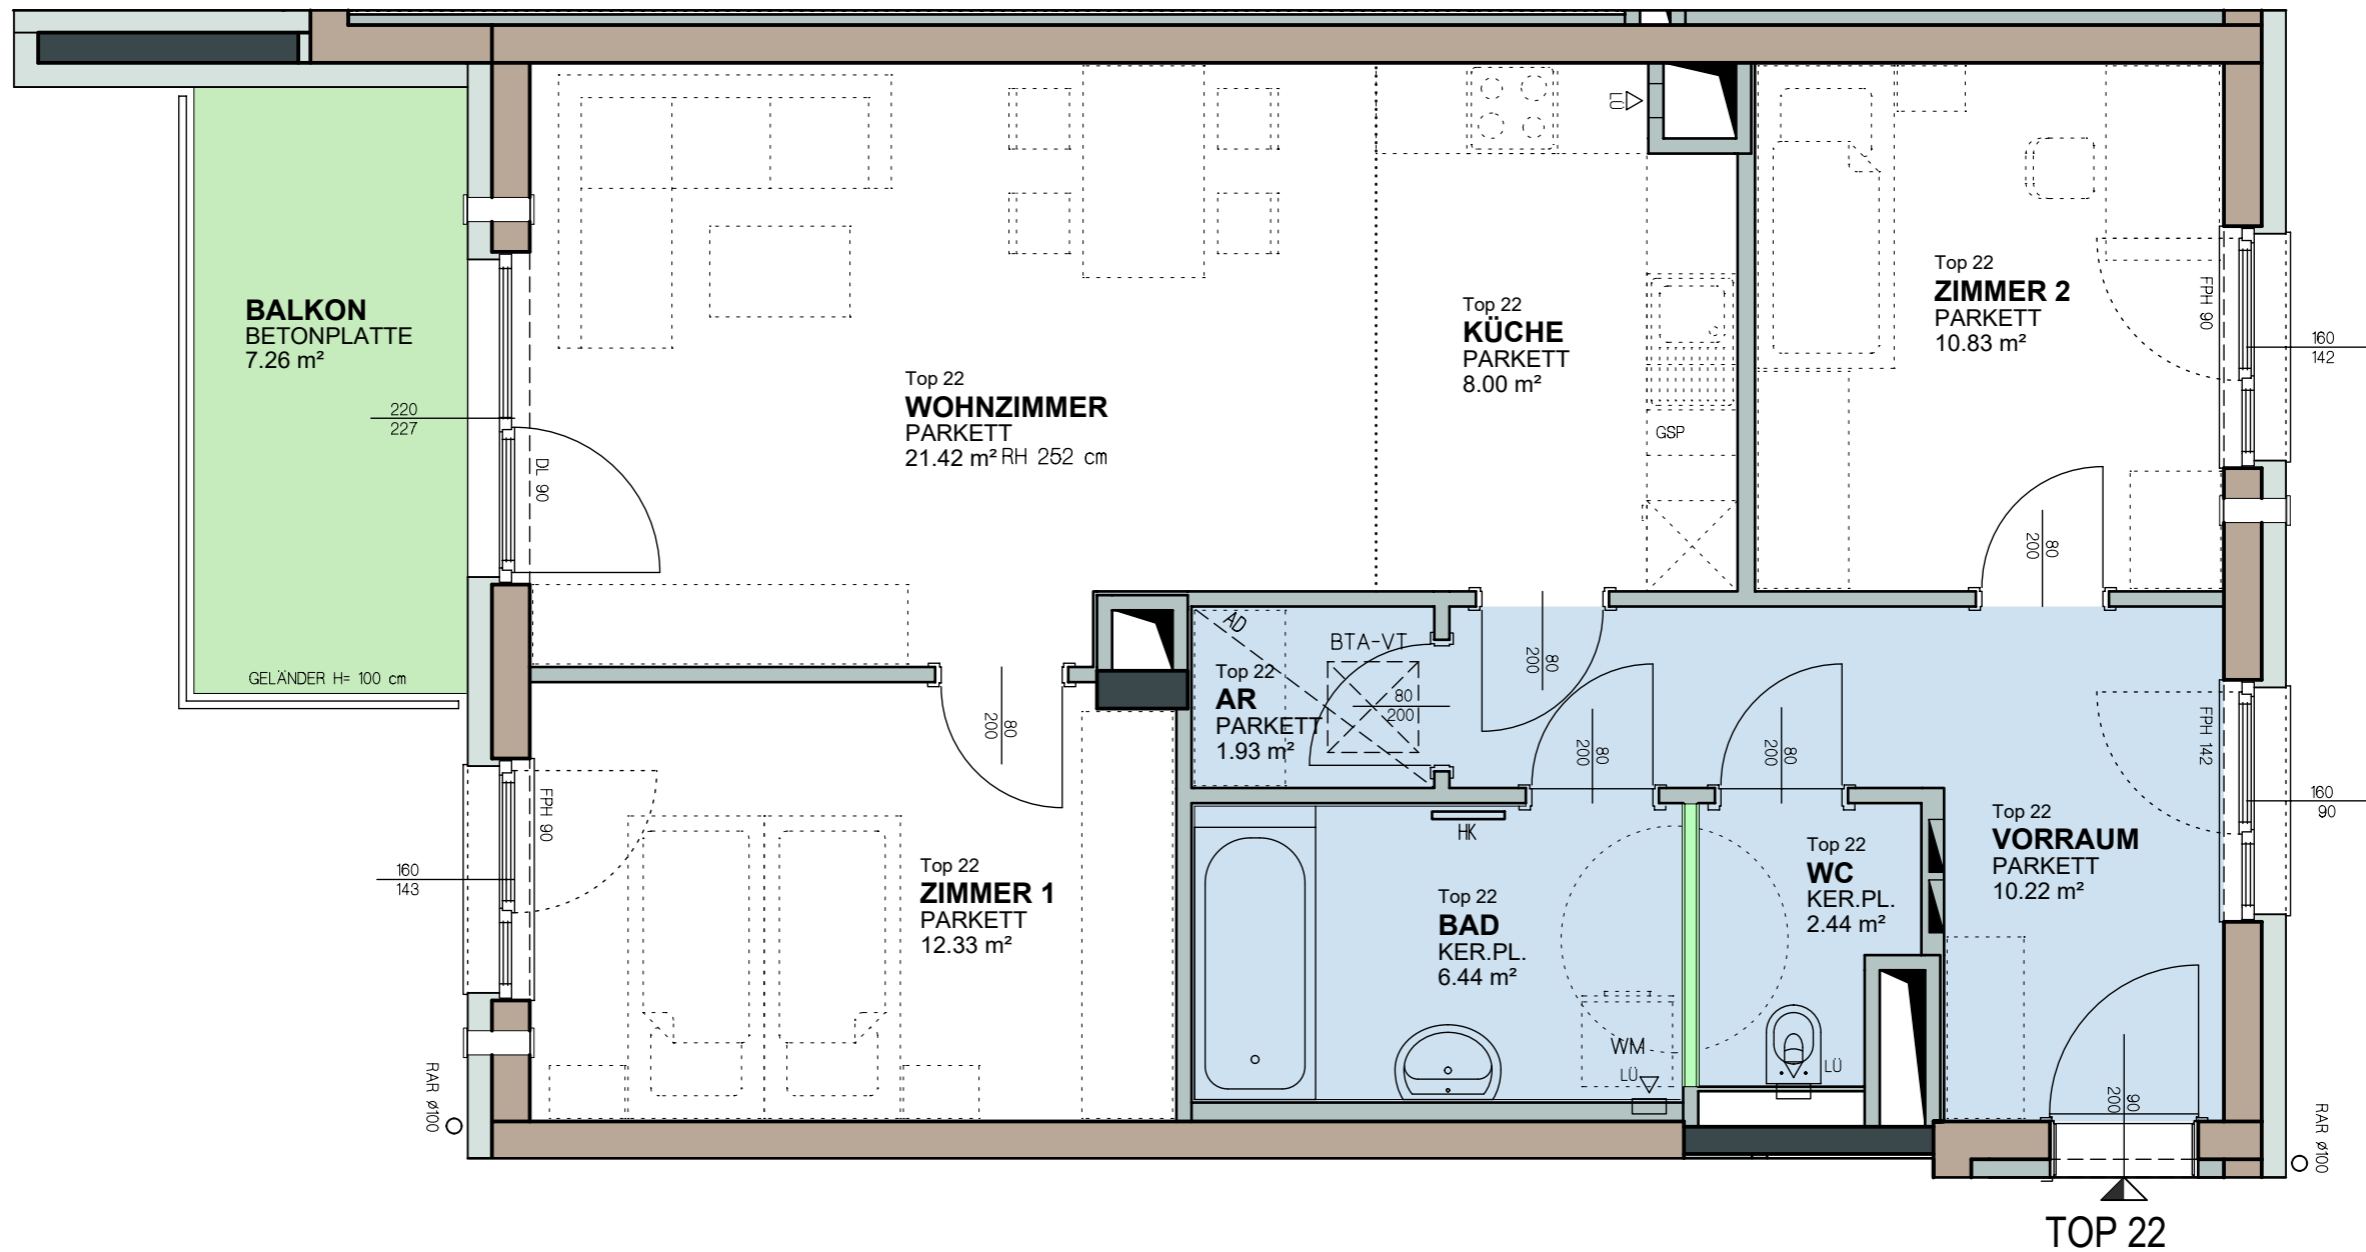 LÜ
BALKON
BETONPLATTE
7.26 m²
GELÄNDER H= 100 cm
220
227
DL 90
Top 22
WOHNZIMMER
PARKETT
21.42 m² RH 252 cm
Top 22
KÜCHE
PARKETT
8.00 m²
GSP
Top 22
ZIMMER 2
PARKETT
10.83 m²
FPH 90
160
142
80
200
80
200
AD
BTA-VT
Top 22
AR
PARKETT
1.93 m²
80
200
80
200
80
200
80
200
FPH 142
160
90
Top 22
VORRAUM
PARKETT
10.22 m²
FPH 90
160
143
Top 22
ZIMMER 1
PARKETT
12.33 m²
HK
Top 22
BAD
KER.PL.
6.44 m²
WM
LÜ
Top 22
WC
KER.PL.
2.44 m²
LÜ
90
200
RAR ø100
RAR ø100
TOP 22